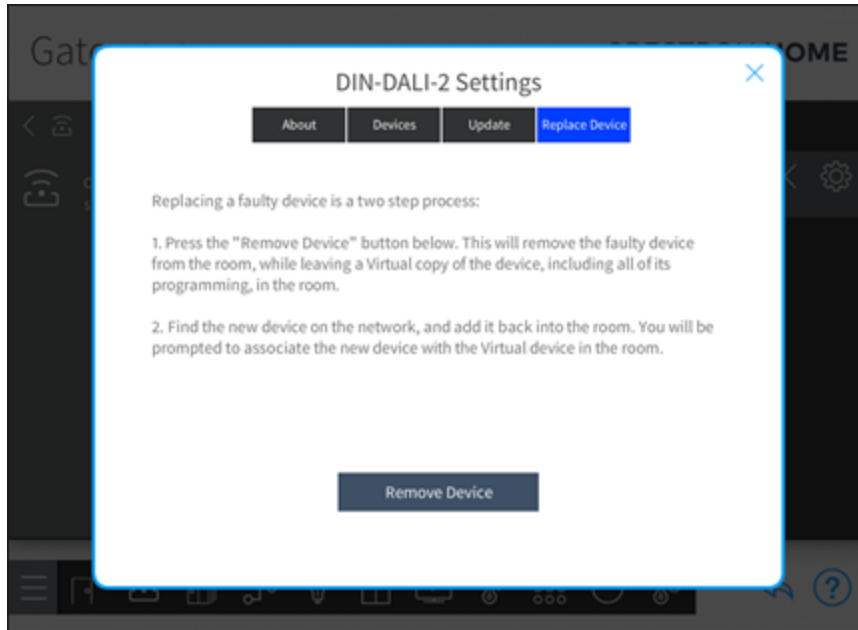 DIN-DALI-2 Settings
About Devices Update Replace Device
Replacing a faulty device is a two step process:
1. Press the "Remove Device" button below. This will remove the faulty device
from the room, while leaving a Virtual copy of the device, including all of its
programming, in the room.
2. Find the new device on the network, and add it back into the room. You will be
prompted to associate the new device with the Virtual device in the room.
Remove Device